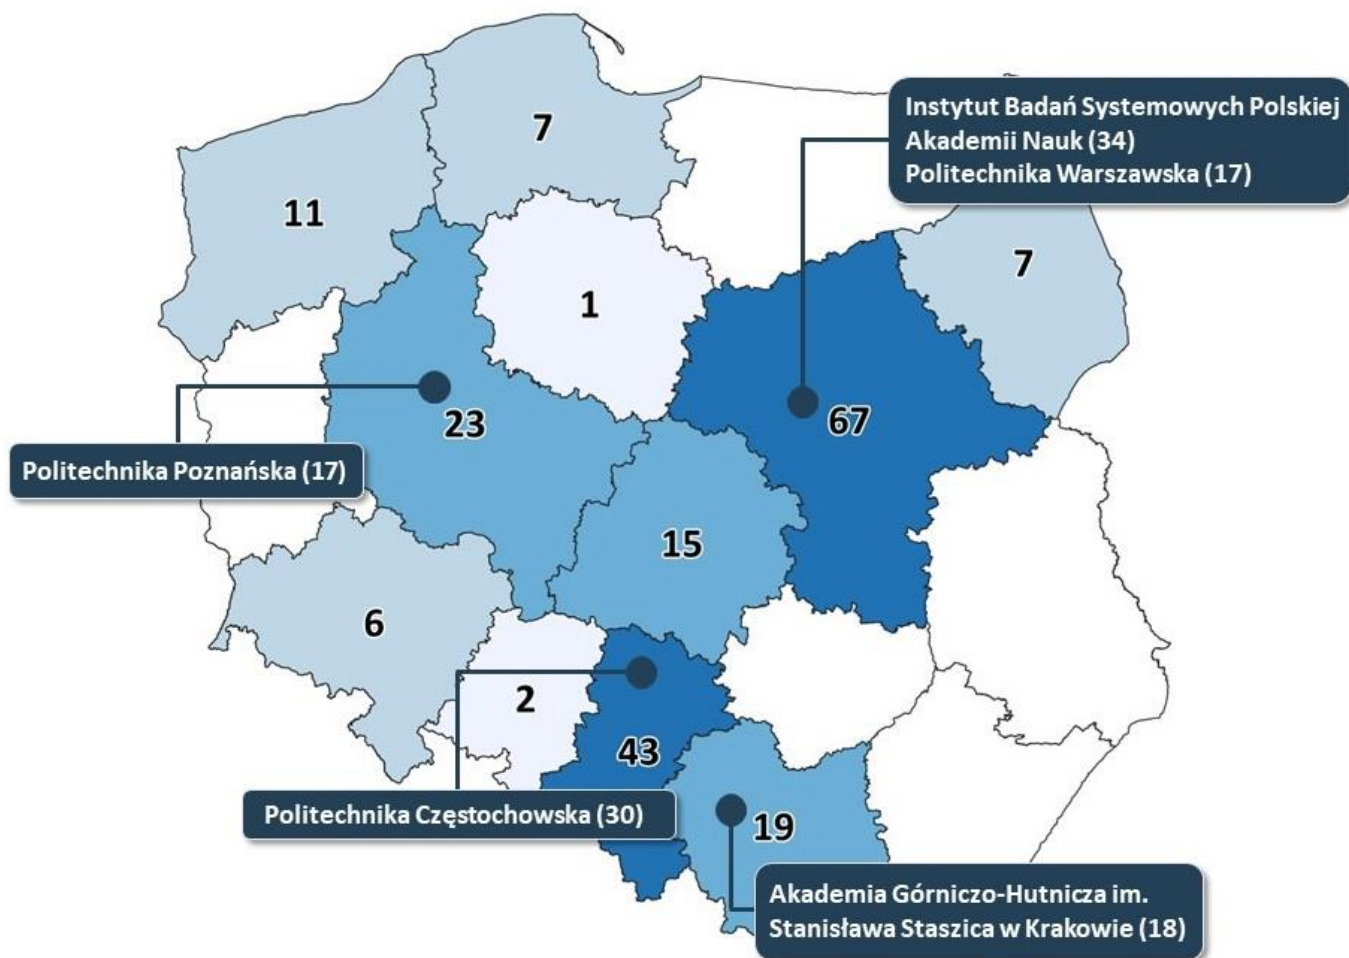 7
Instytut Badań Systemowych Polskiej
Akademii Nauk (34)
Politechnika Warszawska (17)
11
7
1
23
67
Politechnika Poznańska (17)
15
6
2
43
Politechnika Częstochowska (30)
19
Akademia Górniczo-Hutnicza im.
Stanisława Staszica w Krakowie (18)